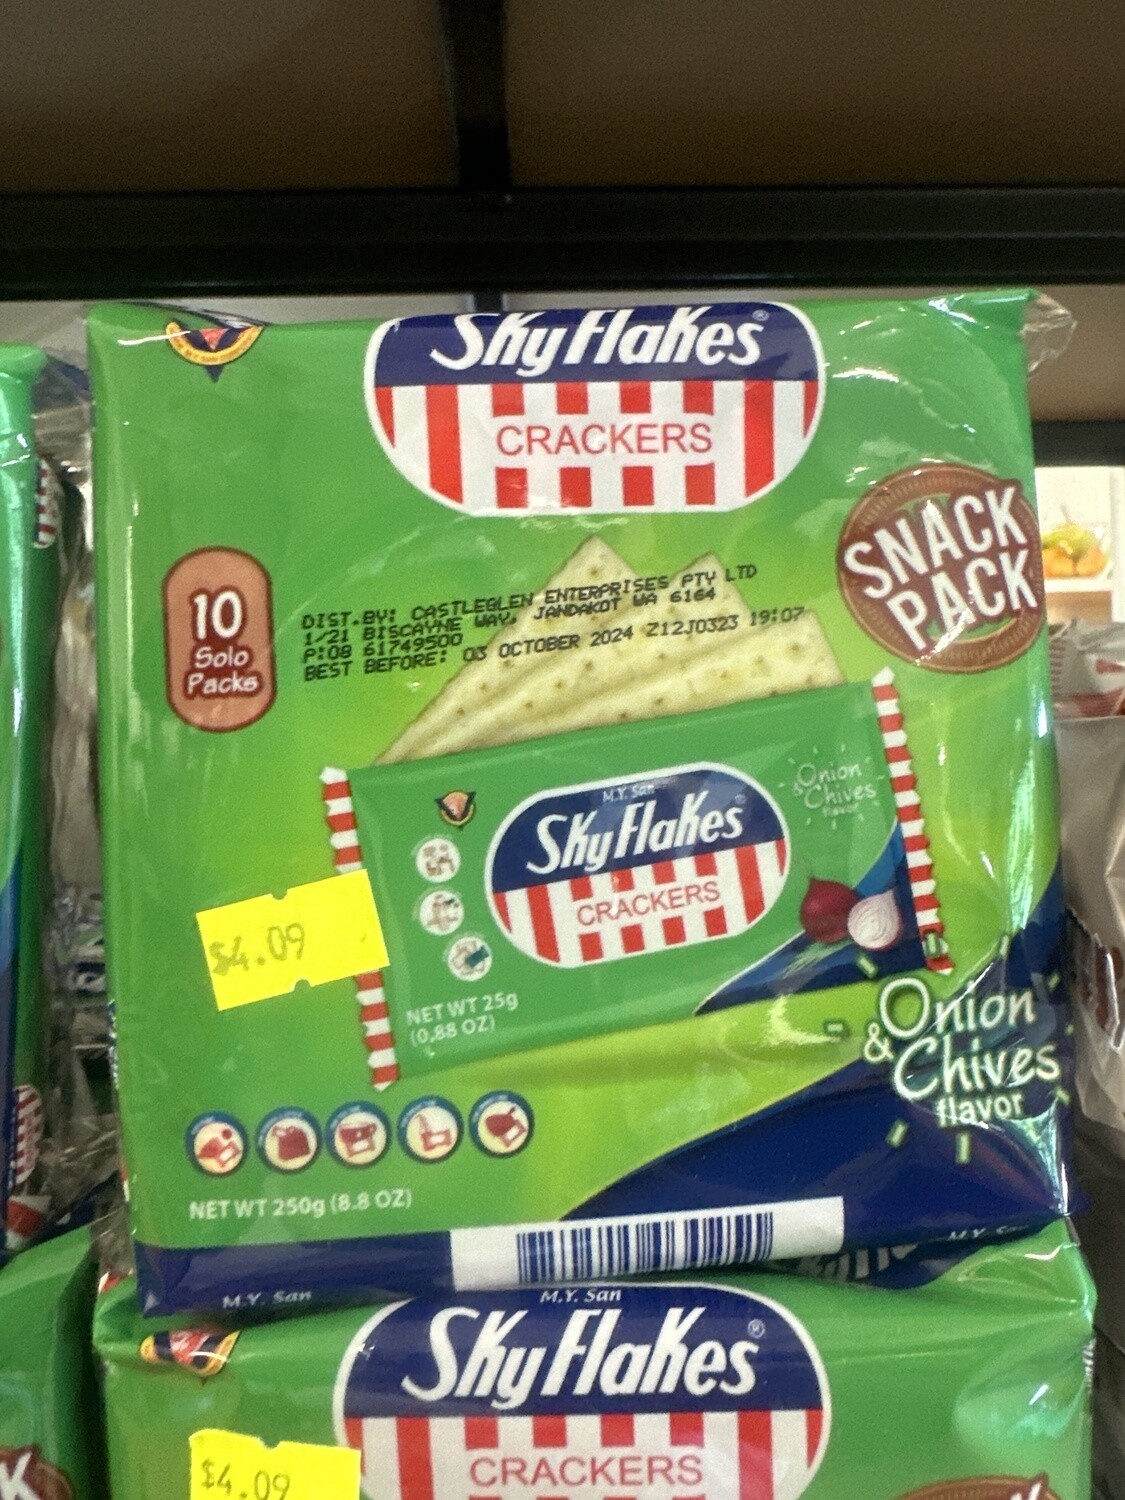 SkyFlakes®
CRACKERS
SNACK
PACK
10
Solo
Packs
DIST.BY: CASTLEGLEN ENTERPRISES PTY LTD
1/21 BISCAYNE WAY, JANDAKOT WA 6164
P:08 61749500
BEST BEFORE: 03 OCTOBER 2024 Z12J0323 19:07
Onion
& Chives
flavor
M.Y. San
SkyFlakes®
CRACKERS
$4.09
NET WT 25g
(0.88 OZ)
Onion
& Chives
flavor
NET WT 250g (8.8 OZ)
M.Y. San
M.Y. San
M.Y. San
SkyFlakes®
CRACKERS
$4.09